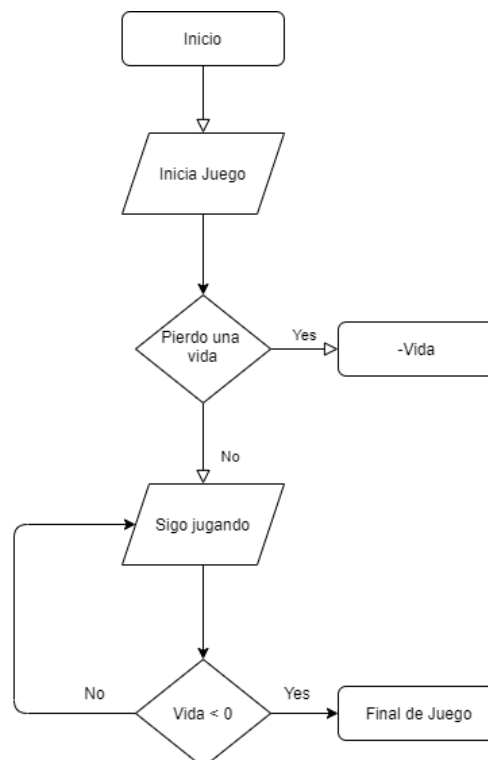 Inicio
Inicia Juego
Pierdo una
vida
Yes
-Vida
No
Sigo jugando
No
Vida < 0
Yes
Final de Juego